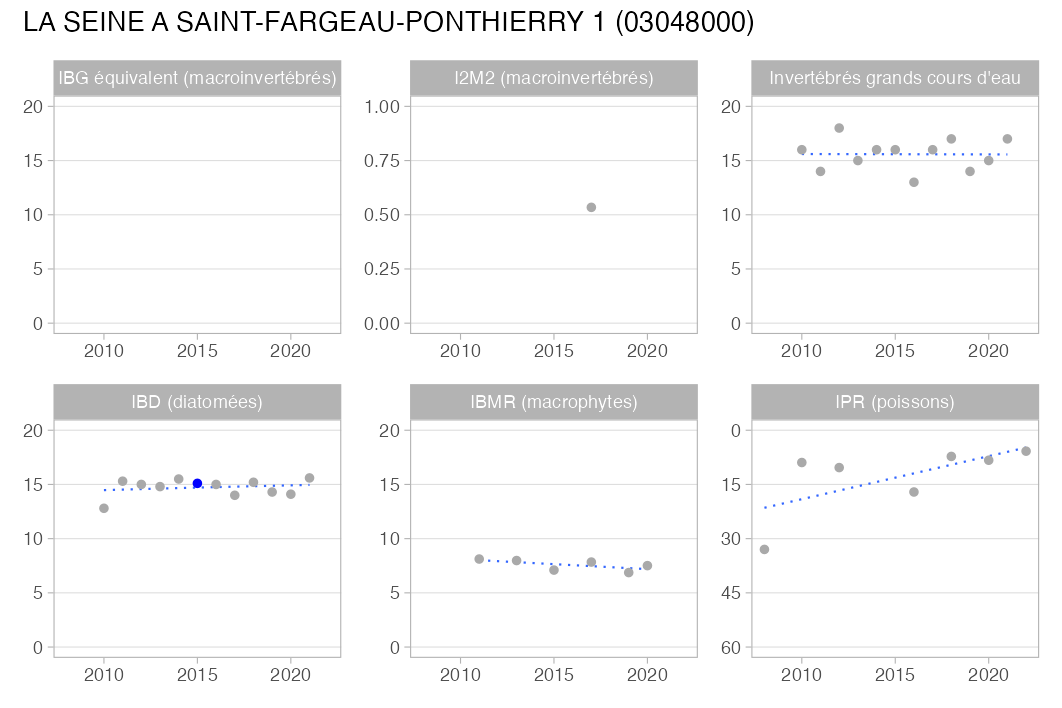 LA SEINE A SAINT-FARGEAU-PONTHIERRY 1 (03048000)
IBG équivalent (macroinvertébrés)
20
15
10
5
0
2010 2015 2020
I2M2 (macroinvertébrés)
1.00
0.75
0.50
0.25
0.00
2010 2015 2020
Invertébrés grands cours d'eau
20
15
10
5
0
2010 2015 2020
IBD (diatomées)
20
15
10
5
0
2010 2015 2020
IBMR (macrophytes)
20
15
10
5
0
2010 2015 2020
IPR (poissons)
0
15
30
45
60
2010 2015 2020